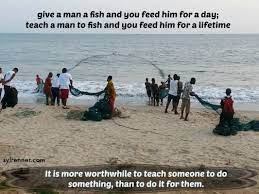 give a man a fish and you feed him for a day;
teach a man to fish and you feed him for a lifetime
sylrenner.com
It is more worthwhile to teach someone to do
something, than to do it for them.